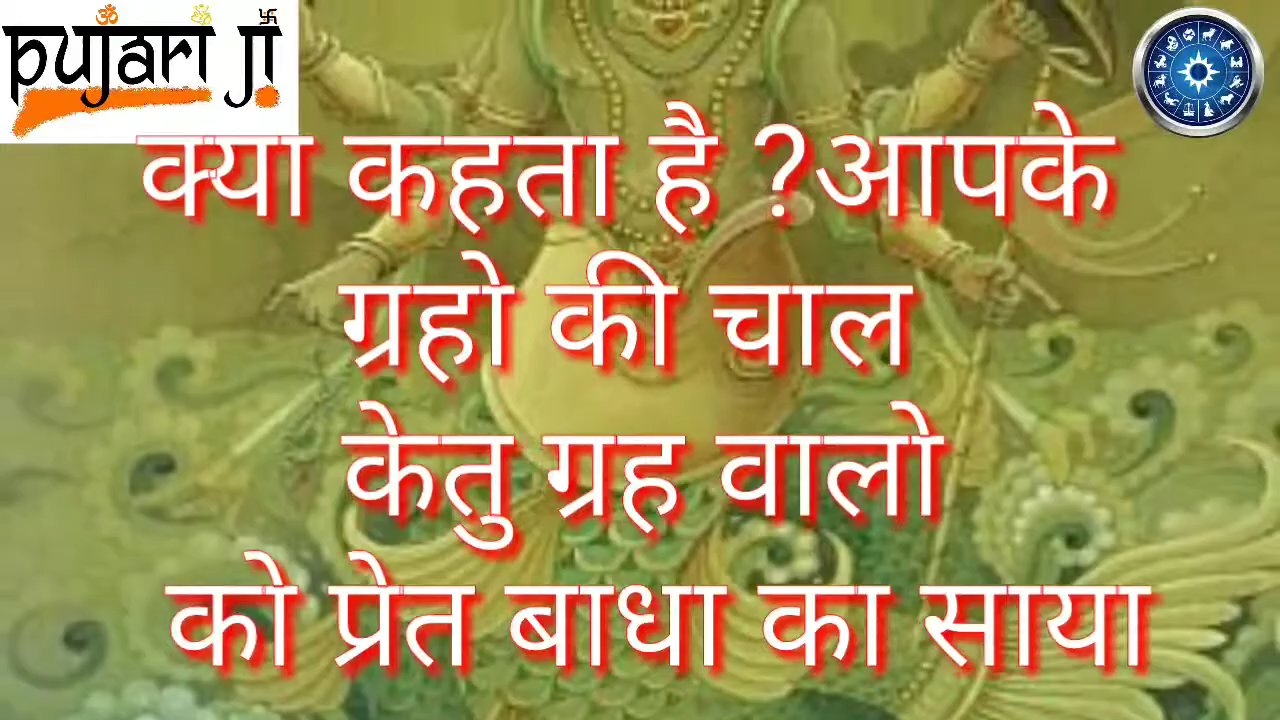 pujari ji
क्या कहता है ?आपके
ग्रहो की चाल
केतु ग्रह वालो
को प्रेत बाधा का साया